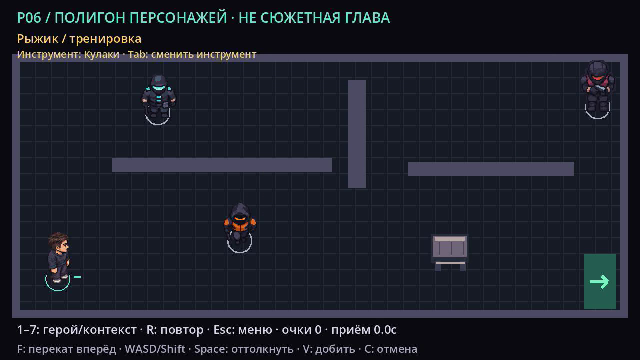 P06 / ПОЛИГОН ПЕРСОНАЖЕЙ · НЕ СЮЖЕТНАЯ ГЛАВА
Рыжик / тренировка
Инструмент: Кулаки · Tab: сменить инструмент
1–7: герой/контекст · R: повтор · Esc: меню · очки 0 · приём 0.0с
F: перекат вперёд · WASD/Shift · Space: оттолкнуть · V: добить · C: отмена